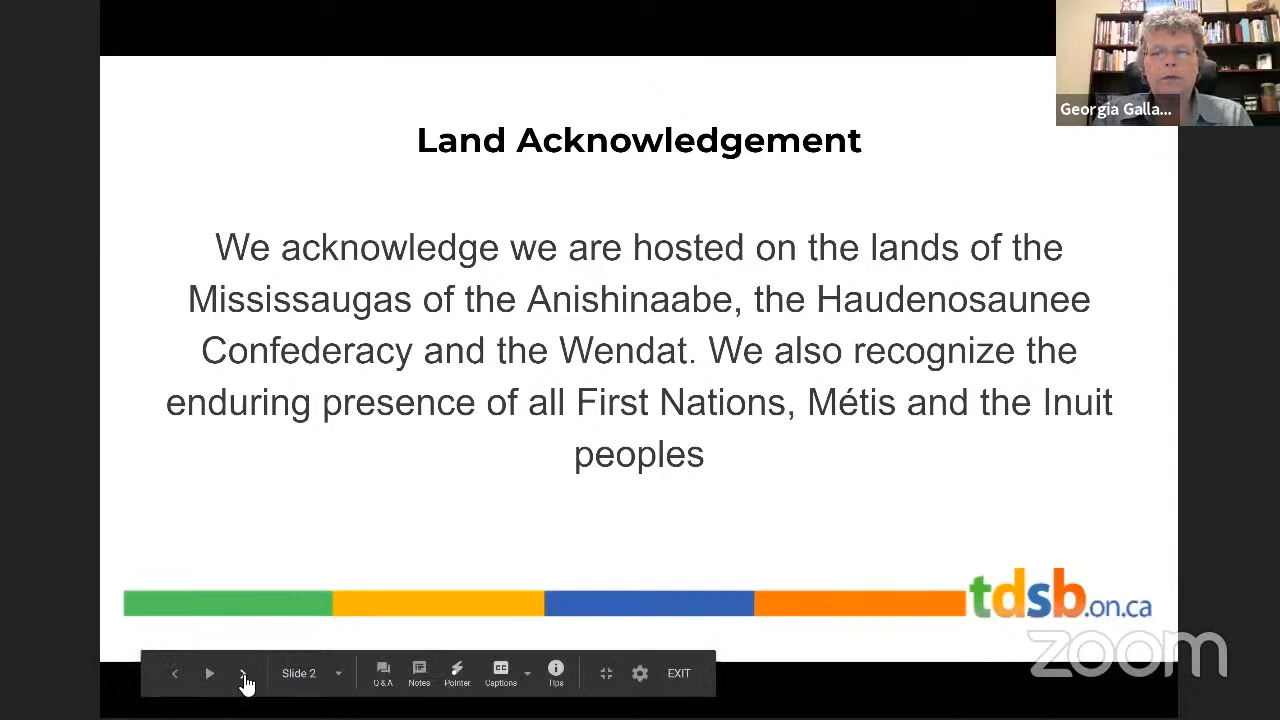 Georgia Galla...
Land Acknowledgement
We acknowledge we are hosted on the lands of the
Mississaugas of the Anishinaabe, the Haudenosaunee
Confederacy and the Wendat. We also recognize the
enduring presence of all First Nations, Métis and the Inuit
peoples
tdsb.on.ca
zoom
Slide 2
Q&A
Notes
Pointer
CC
Captions
Tips
EXIT